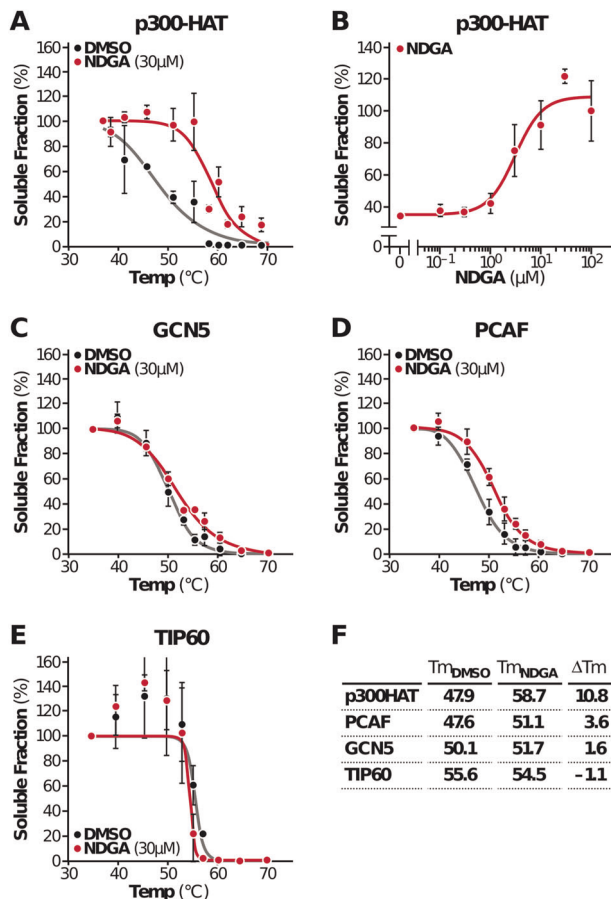 A
p300-HAT
DMSO
NDGA (30μM)
Soluble Fraction (%)
160
140
120
100
80
60
40
20
0
30 40 50 60 70
Temp (°C)
B
p300-HAT
NDGA
Soluble Fraction (%)
140
120
100
80
60
40
0
0 10⁻¹ 10⁰ 10¹ 10²
NDGA (μM)
C
GCN5
DMSO
NDGA (30μM)
Soluble Fraction (%)
160
140
120
100
80
60
40
20
0
30 40 50 60 70
Temp (°C)
D
PCAF
DMSO
NDGA (30μM)
Soluble Fraction (%)
160
140
120
100
80
60
40
20
0
30 40 50 60 70
Temp (°C)
E
TIP60
Soluble Fraction (%)
160
140
120
100
80
60
40
20
0
DMSO
NDGA (30μM)
30 40 50 60 70
Temp (°C)
F
TmDMSO TmNDGA ΔTm
p300HAT 47.9 58.7 10.8
PCAF 47.6 51.1 3.6
GCN5 50.1 51.7 1.6
TIP60 55.6 54.5 –1.1